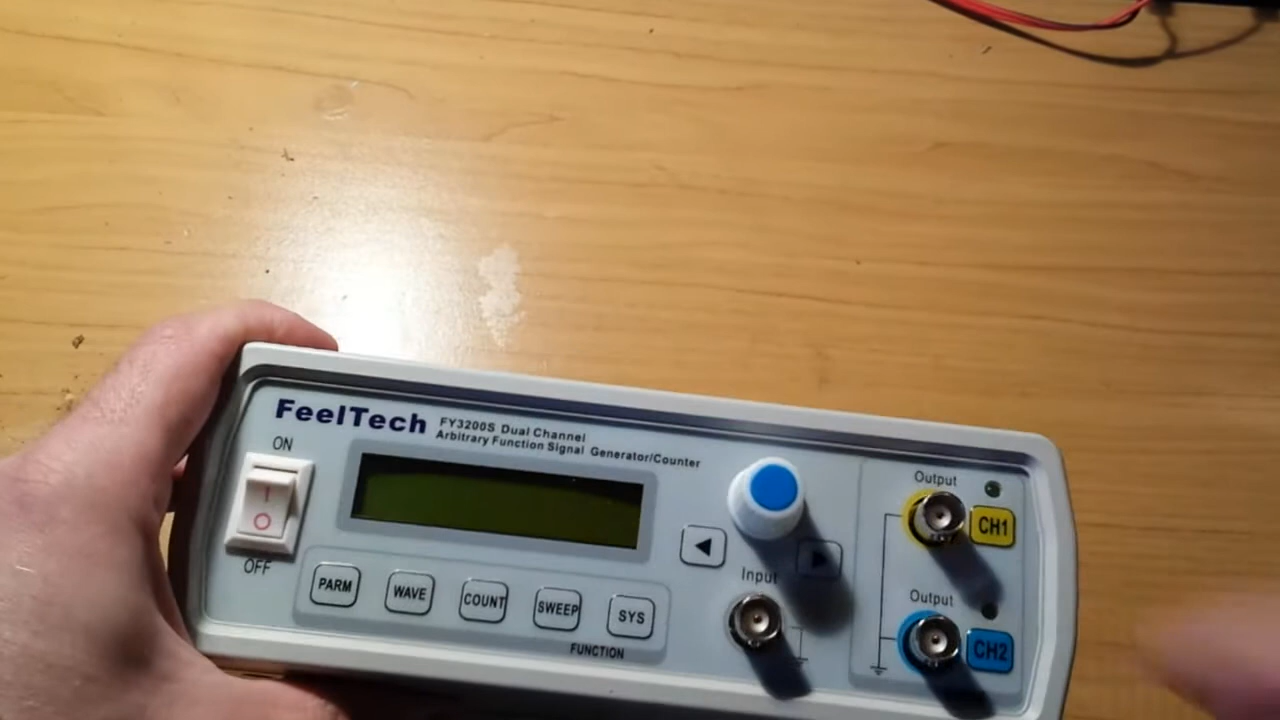 FeelTech
FY3200S Dual Channel
Arbitrary Function Signal Generator/Counter
ON
I
O
OFF
PARM
WAVE
COUNT
SWEEP
SYS
FUNCTION
Input
Output
CH1
Output
CH2